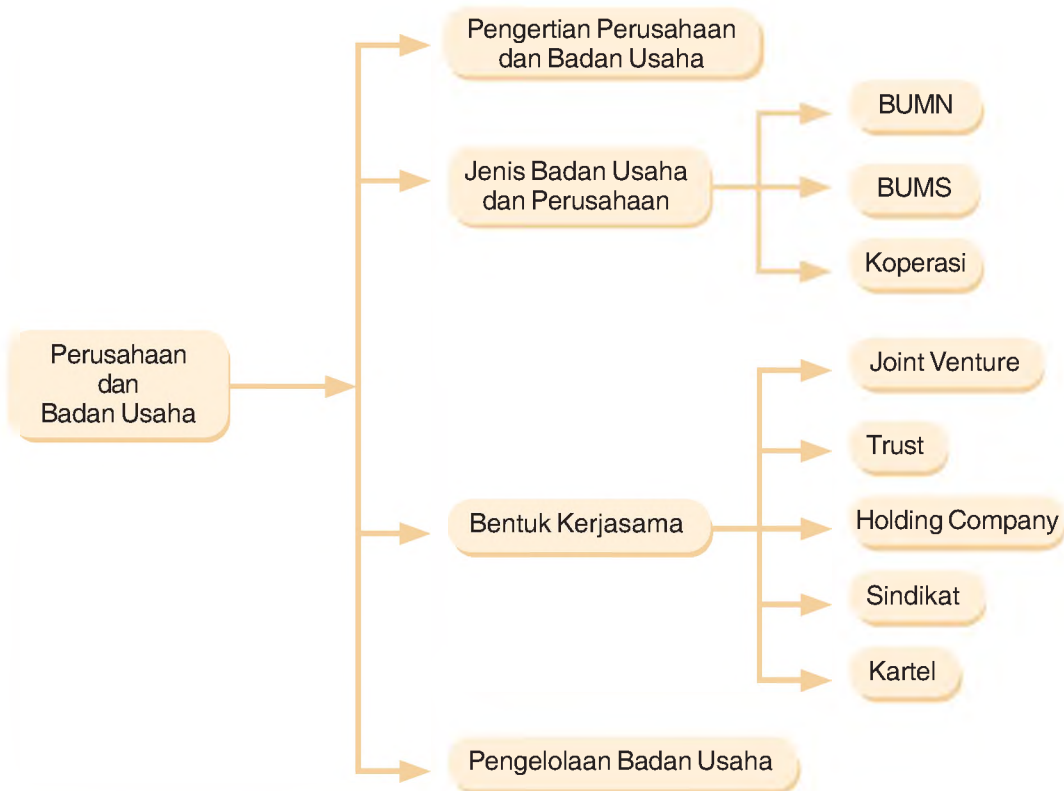 Perusahaan
dan
Badan Usaha
Pengertian Perusahaan
dan Badan Usaha
Jenis Badan Usaha
dan Perusahaan
BUMN
BUMS
Koperasi
Bentuk Kerjasama
Joint Venture
Trust
Holding Company
Sindikat
Kartel
Pengelolaan Badan Usaha